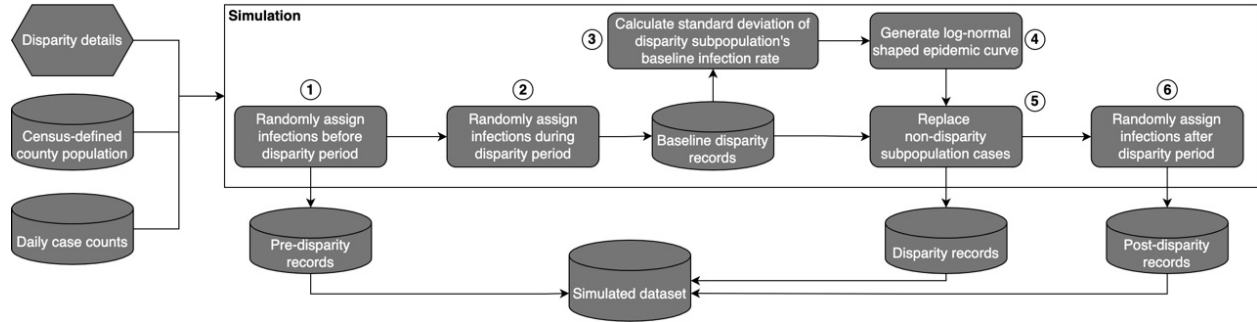 Simulation
Disparity details
Census-defined
county population
Daily case counts
1
Randomly assign
infections before
disparity period
2
Randomly assign
infections during
disparity period
Baseline disparity
records
3
Calculate standard deviation of
disparity subpopulation's
baseline infection rate
4
Generate log-normal
shaped epidemic curve
5
Replace
non-disparity
subpopulation cases
6
Randomly assign
infections after
disparity period
Pre-disparity
records
Disparity records
Post-disparity
records
Simulated dataset